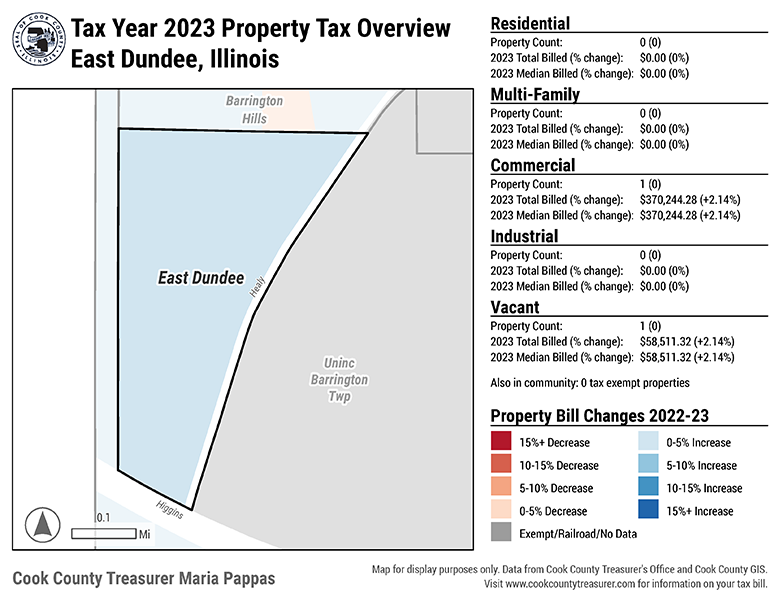 SEAL OF COOK COUNTY
ILLINOIS
Tax Year 2023 Property Tax Overview
East Dundee, Illinois
Barrington
Hills
East Dundee
Healy
Uninc
Barrington
Twp
Higgins
0.1
Mi
Residential
Property Count: 0 (0)
2023 Total Billed (% change): $0.00 (0%)
2023 Median Billed (% change): $0.00 (0%)
Multi-Family
Property Count: 0 (0)
2023 Total Billed (% change): $0.00 (0%)
2023 Median Billed (% change): $0.00 (0%)
Commercial
Property Count: 1 (0)
2023 Total Billed (% change): $370,244.28 (+2.14%)
2023 Median Billed (% change): $370,244.28 (+2.14%)
Industrial
Property Count: 0 (0)
2023 Total Billed (% change): $0.00 (0%)
2023 Median Billed (% change): $0.00 (0%)
Vacant
Property Count: 1 (0)
2023 Total Billed (% change): $58,511.32 (+2.14%)
2023 Median Billed (% change): $58,511.32 (+2.14%)
Also in community: 0 tax exempt properties
Property Bill Changes 2022-23
15%+ Decrease
10-15% Decrease
5-10% Decrease
0-5% Decrease
Exempt/Railroad/No Data
0-5% Increase
5-10% Increase
10-15% Increase
15%+ Increase
Cook County Treasurer Maria Pappas
Map for display purposes only. Data from Cook County Treasurer's Office and Cook County GIS.
Visit www.cookcountytreasurer.com for information on your tax bill.